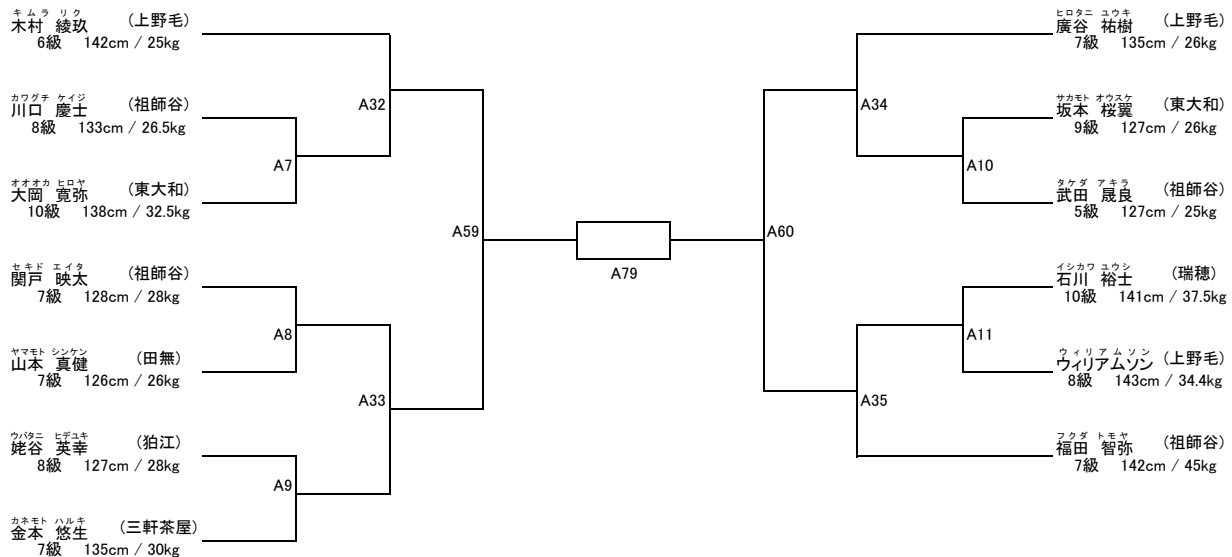 キムラ リク
木村 綾玖 (上野毛)
6級 142cm / 25kg
カワグチ ケイジ
川口 慶士 (祖師谷)
8級 133cm / 26.5kg
オオオカ ヒロヤ
大岡 寛弥 (東大和)
10級 138cm / 32.5kg
セキド エイタ
関戸 映太 (祖師谷)
7級 128cm / 28kg
ヤマモト シンケン
山本 真健 (田無)
7級 126cm / 26kg
ウバタニ ヒデユキ
姥谷 英幸 (狛江)
8級 127cm / 28kg
カネモト ハルキ
金本 悠生 (三軒茶屋)
7級 135cm / 30kg
A32
A7
A59
A8
A33
A9
A79
ヒロタニ ユウキ
廣谷 祐樹 (上野毛)
7級 135cm / 26kg
サカモト オウスケ
坂本 桜翼 (東大和)
9級 127cm / 26kg
タケダ アキラ
武田 晟良 (祖師谷)
5級 127cm / 25kg
イシカワ ユウシ
石川 裕士 (瑞穂)
10級 141cm / 37.5kg
ウィリアムソン
ウィリアムソン (上野毛)
8級 143cm / 34.4kg
フクダ トモヤ
福田 智弥 (祖師谷)
7級 142cm / 45kg
A34
A10
A60
A11
A35